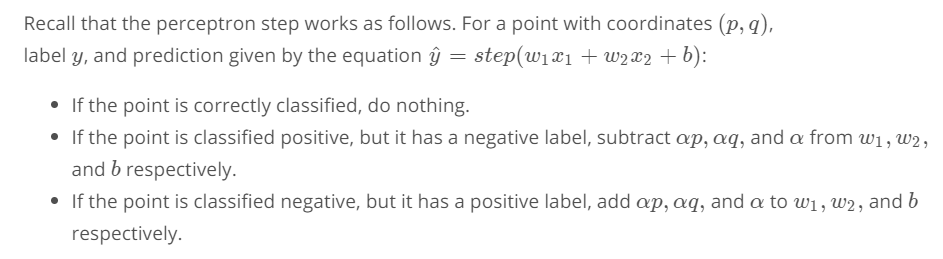 Recall that the perceptron step works as follows. For a point with coordinates (p, q),
label y, and prediction given by the equation ŷ = step(w₁x₁ + w₂x₂ + b):
• If the point is correctly classified, do nothing.
• If the point is classified positive, but it has a negative label, subtract αp, αq, and α from w₁, w₂,
and b respectively.
• If the point is classified negative, but it has a positive label, add αp, αq, and α to w₁, w₂, and b
respectively.